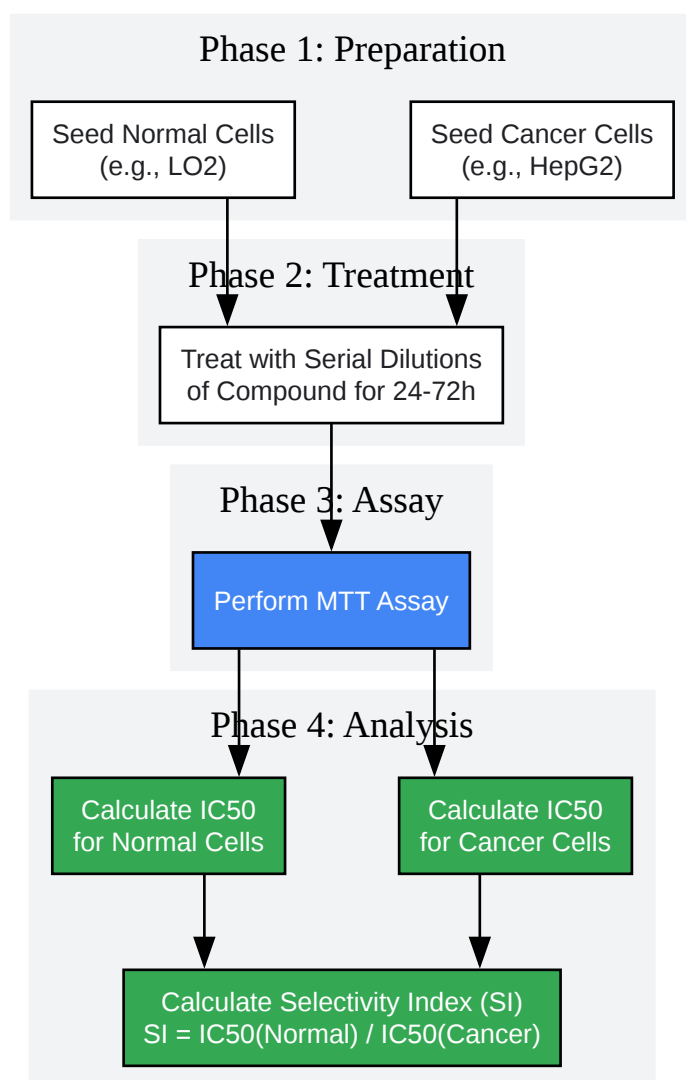 Phase 1: Preparation
Seed Normal Cells
(e.g., LO2)
Seed Cancer Cells
(e.g., HepG2)
Phase 2: Treatment
Treat with Serial Dilutions
of Compound for 24-72h
Phase 3: Assay
Perform MTT Assay
Phase 4: Analysis
Calculate IC50
for Normal Cells
Calculate IC50
for Cancer Cells
Calculate Selectivity Index (SI)
SI = IC50(Normal) / IC50(Cancer)